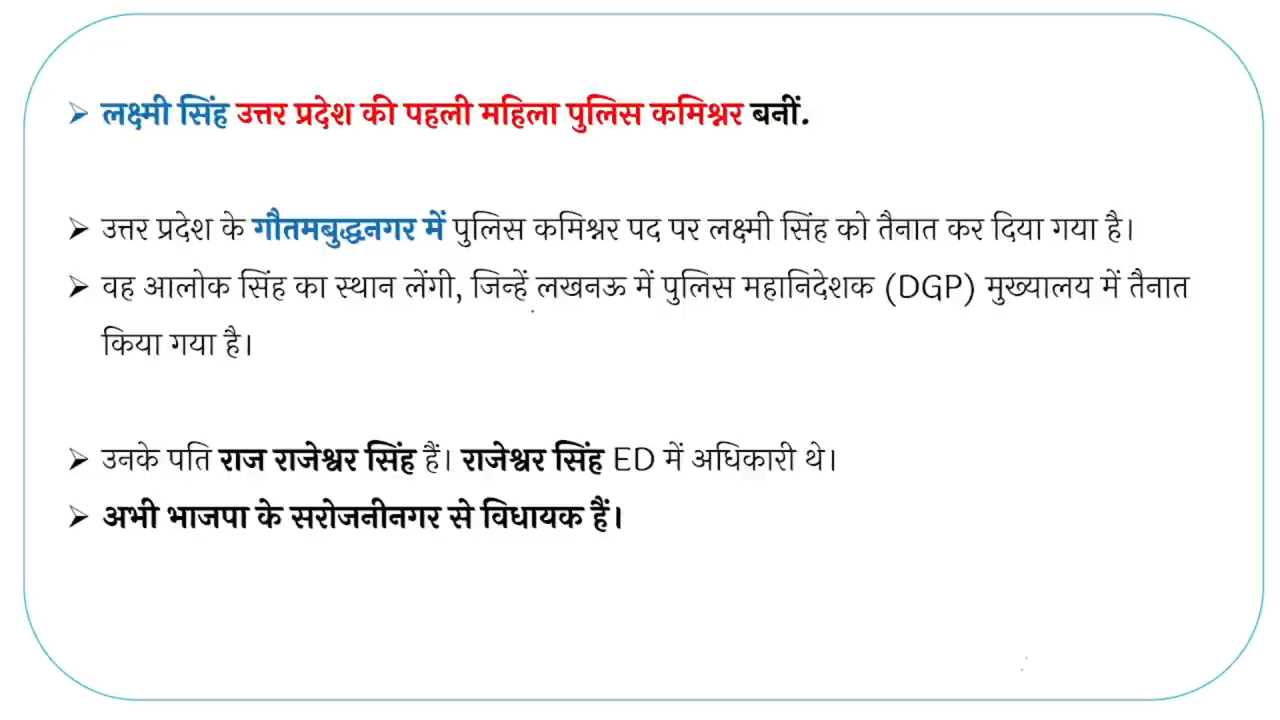 ➢ लक्ष्मी सिंह उत्तर प्रदेश की पहली महिला पुलिस कमिश्नर बनीं.
➢ उत्तर प्रदेश के गौतमबुद्धनगर में पुलिस कमिश्नर पद पर लक्ष्मी सिंह को तैनात कर दिया गया है।
➢ वह आलोक सिंह का स्थान लेंगी, जिन्हें लखनऊ में पुलिस महानिदेशक (DGP) मुख्यालय में तैनात
किया गया है।
➢ उनके पति राज राजेश्वर सिंह हैं। राजेश्वर सिंह ED में अधिकारी थे।
➢ अभी भाजपा के सरोजनीनगर से विधायक हैं।